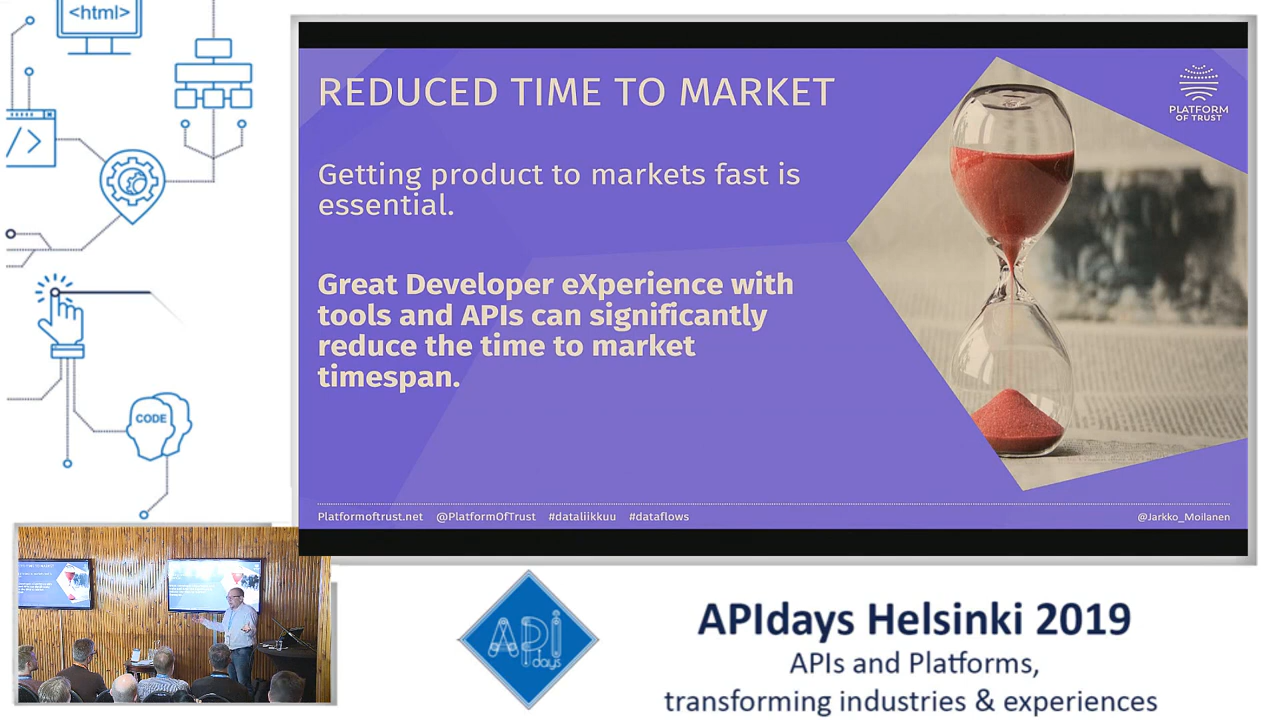 <html>
/>
CODE
REDUCED TIME TO MARKET
PLATFORM
OF TRUST
Getting product to markets fast is
essential.
Great Developer eXperience with
tools and APIs can significantly
reduce the time to market
timespan.
Platformoftrust.net @PlatformOfTrust #dataliikkuu #dataflows
@Jarkko_Moilanen
API
days
APIdays Helsinki 2019
APIs and Platforms,
transforming industries & experiences